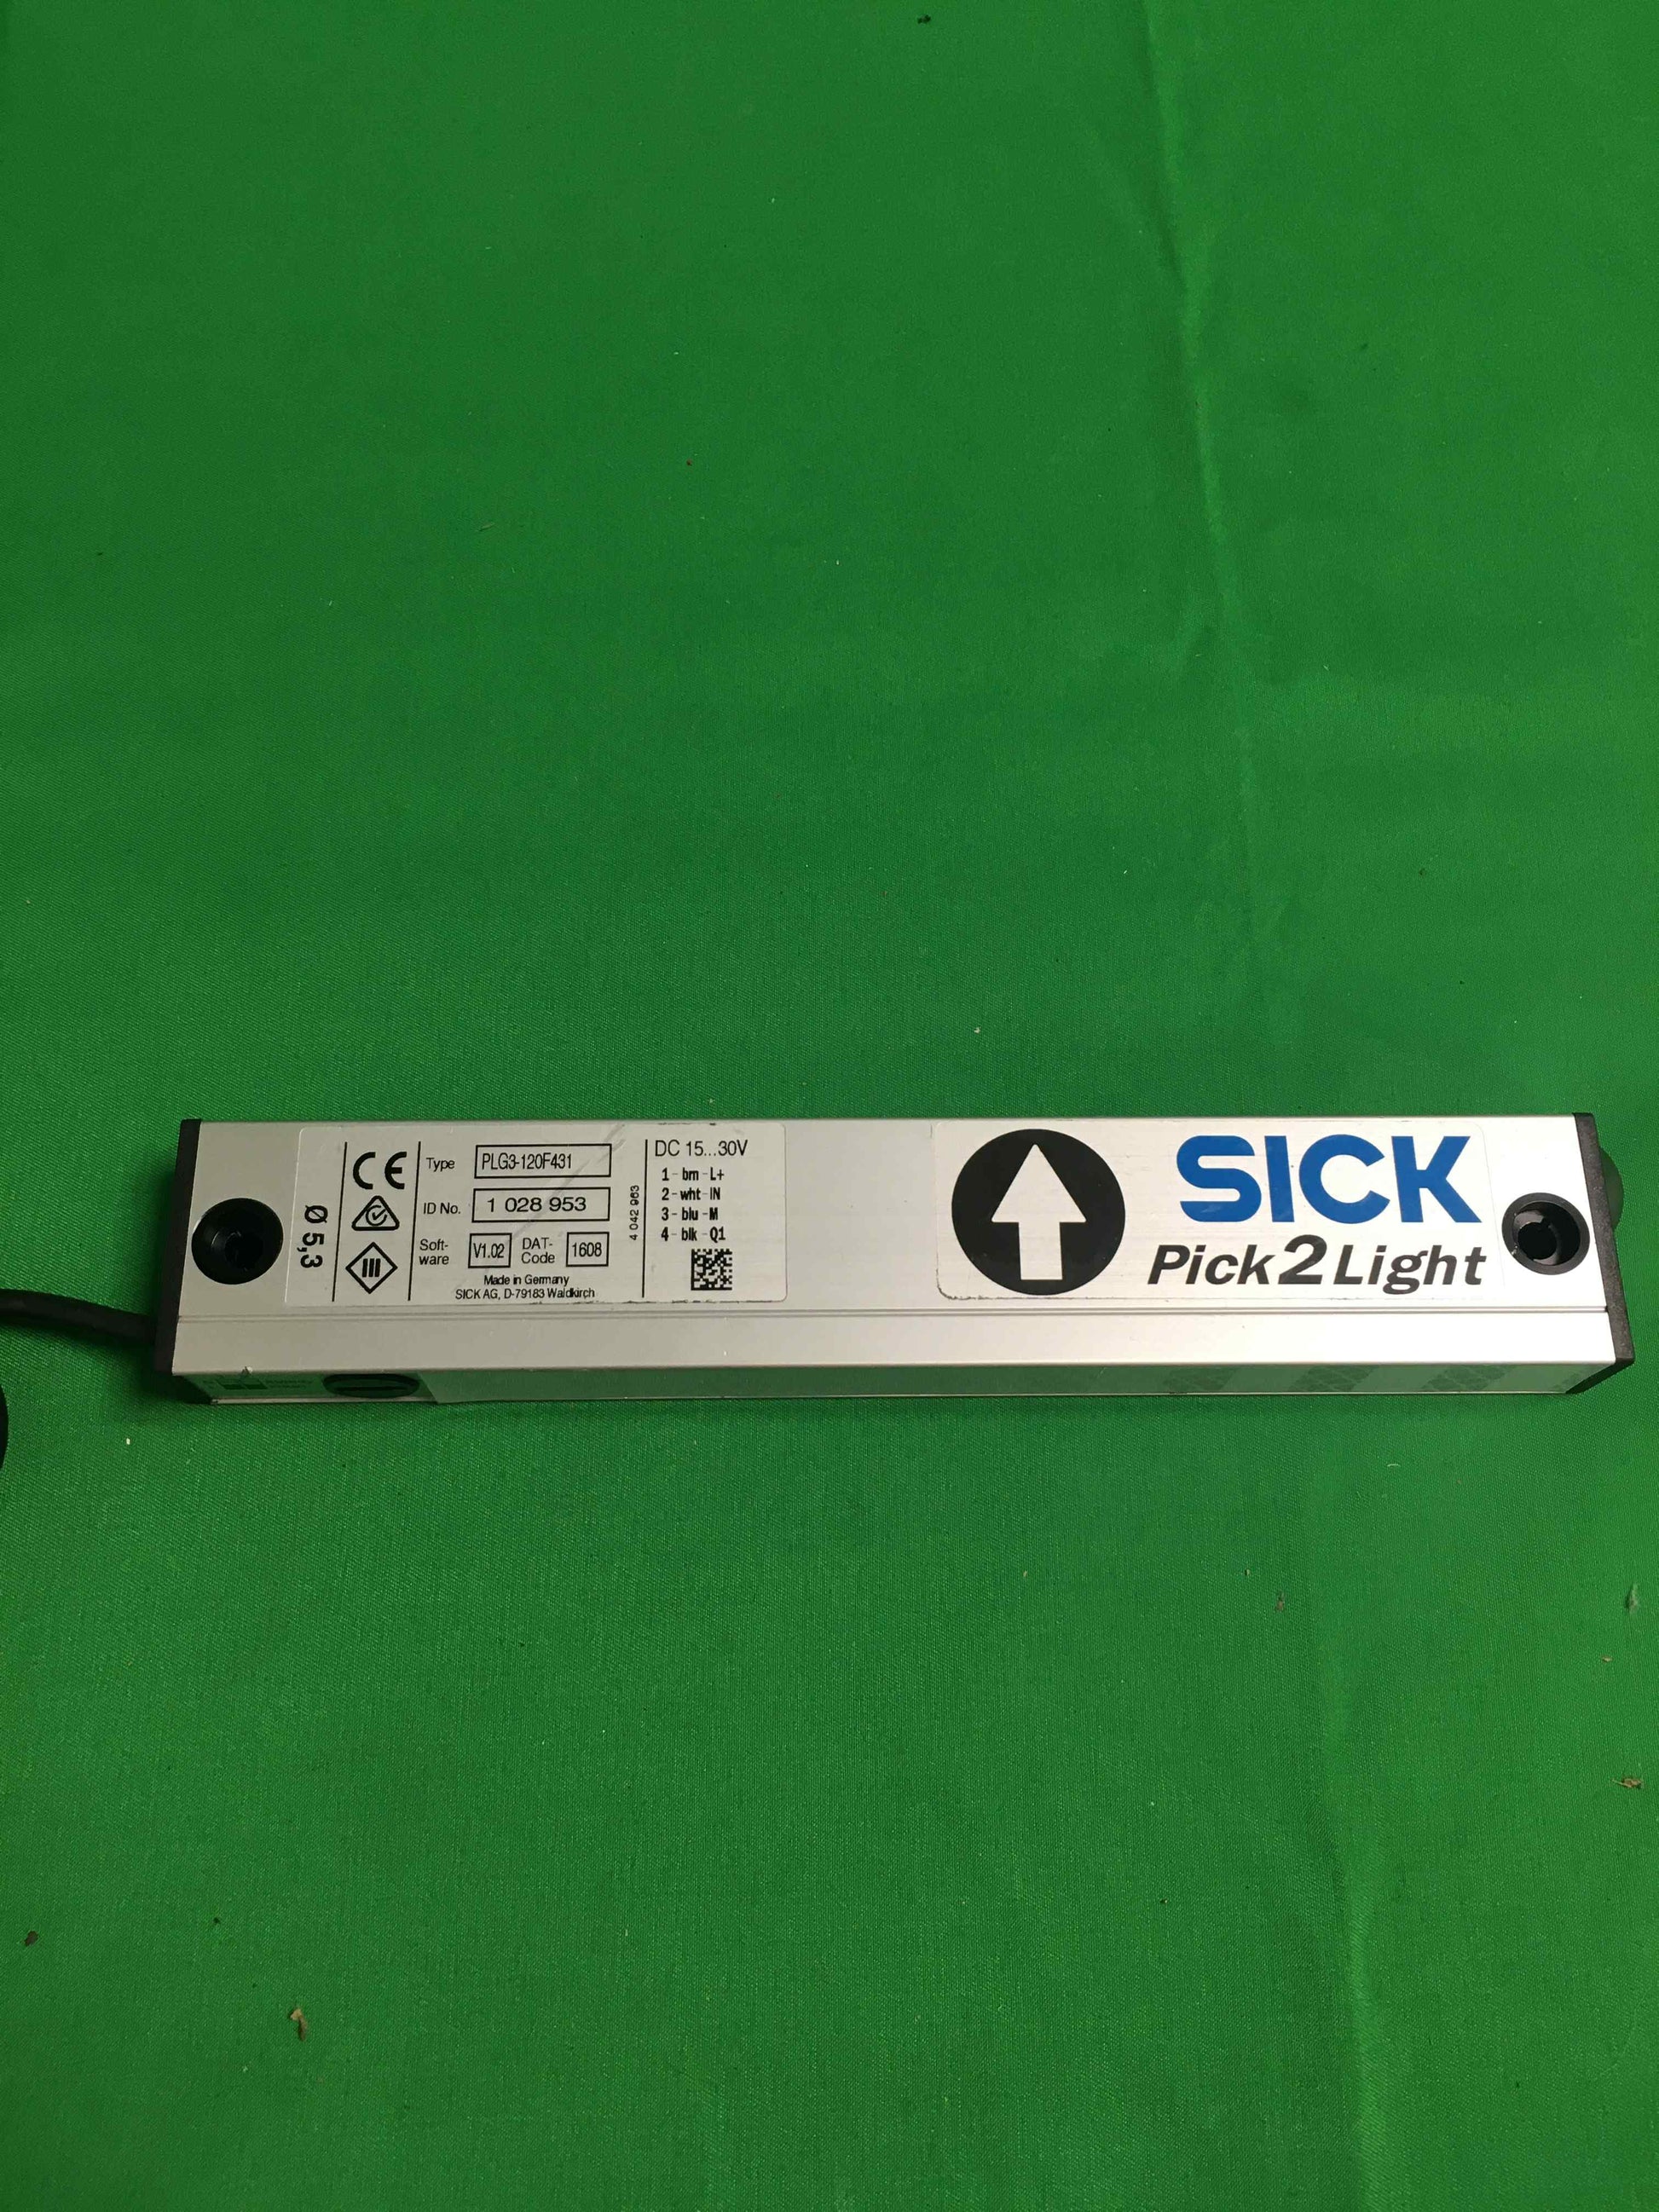 Ø 5,3
CE
III
Type PLG3-120F431
ID No. 1 028 953
Soft-ware V1.02 DAT-Code 1608
Made in Germany
SICK AG, D-79183 Waldkirch
4 042 963
DC 15...30V
1 - brn - L+
2 - wht - IN
3 - blu - M
4 - blk - Q1
SICK
Pick2Light